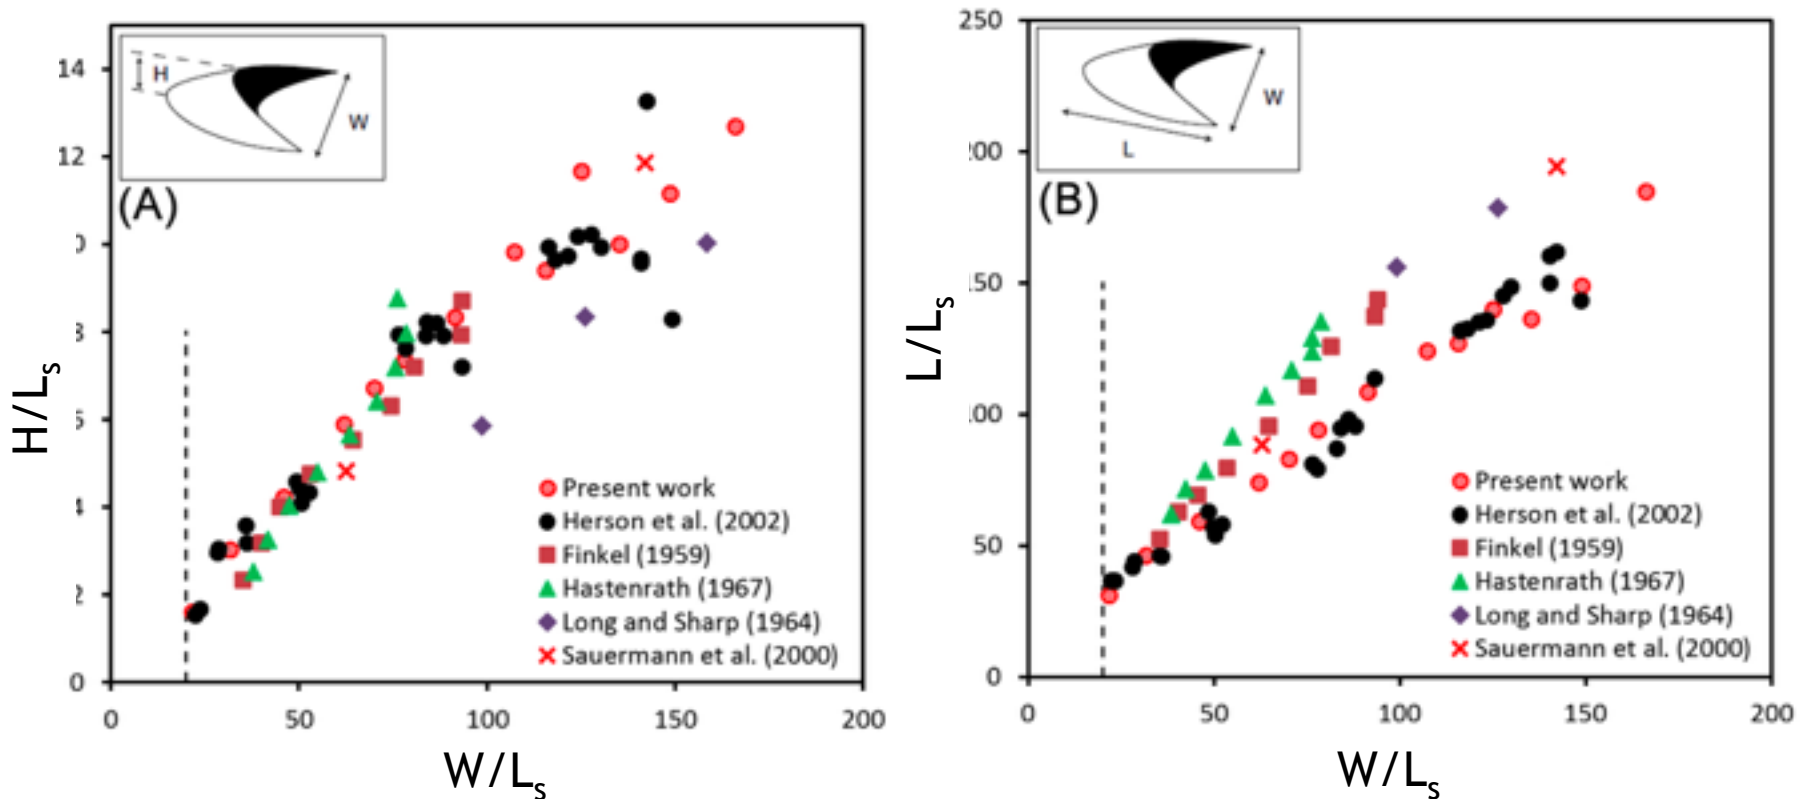 H
W
(A)
14
12
0
8
6
4
2
0
H/Ls
0 50 100 150 200
W/Ls
Present work
Herson et al. (2002)
Finkel (1959)
Hastenrath (1967)
Long and Sharp (1964)
Sauermann et al. (2000)
W
L
(B)
250
200
150
100
50
0
L/Ls
0 50 100 150 200
W/Ls
Present work
Herson et al. (2002)
Finkel (1959)
Hastenrath (1967)
Long and Sharp (1964)
Sauermann et al. (2000)